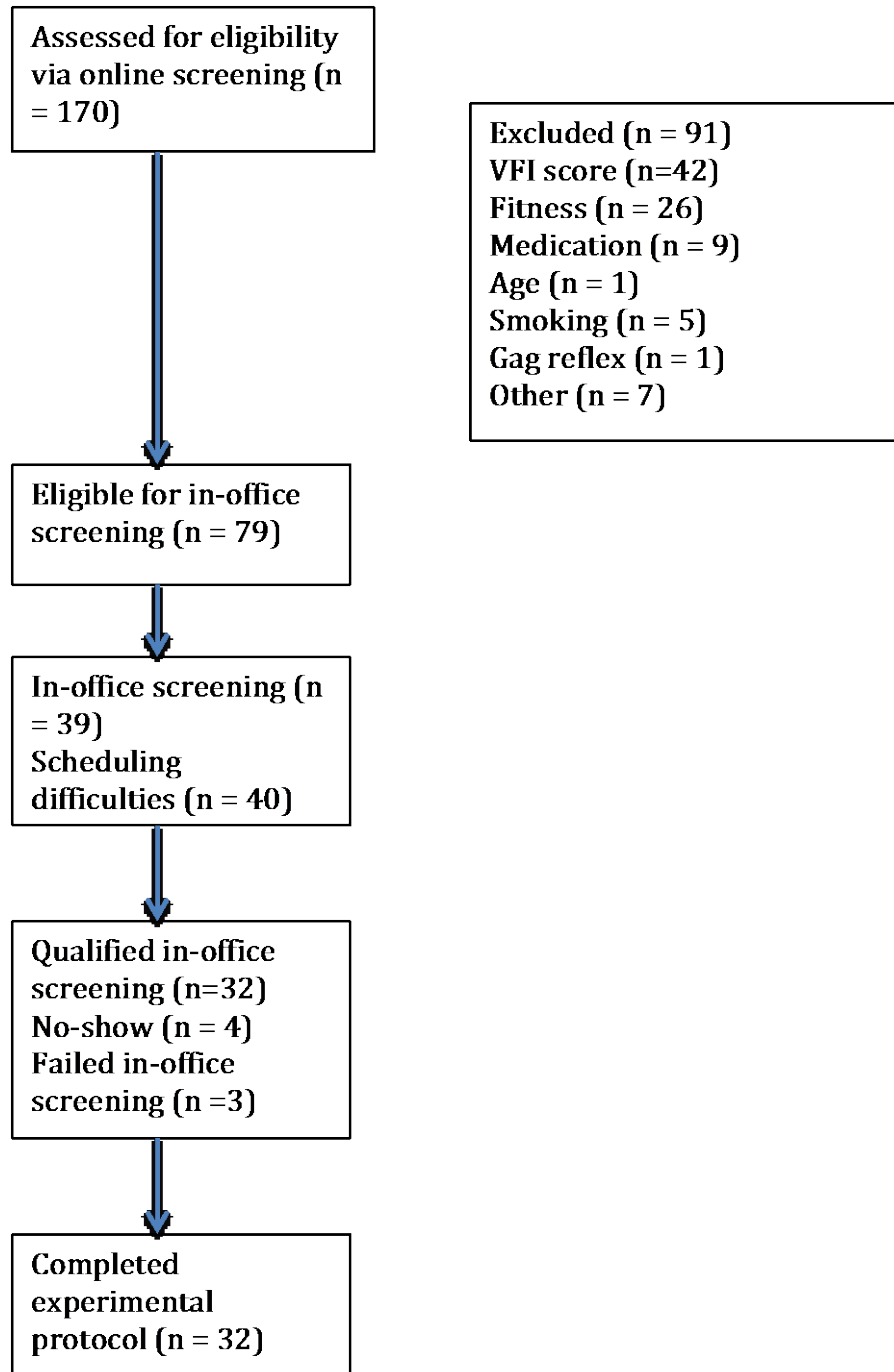 Assessed for eligibility
via online screening (n
= 170)
Excluded (n = 91)
VFI score (n=42)
Fitness (n = 26)
Medication (n = 9)
Age (n = 1)
Smoking (n = 5)
Gag reflex (n = 1)
Other (n = 7)
Eligible for in-office
screening (n = 79)
In-office screening (n
= 39)
Scheduling
difficulties (n = 40)
Qualified in-office
screening (n=32)
No-show (n = 4)
Failed in-office
screening (n =3)
Completed
experimental
protocol (n = 32)